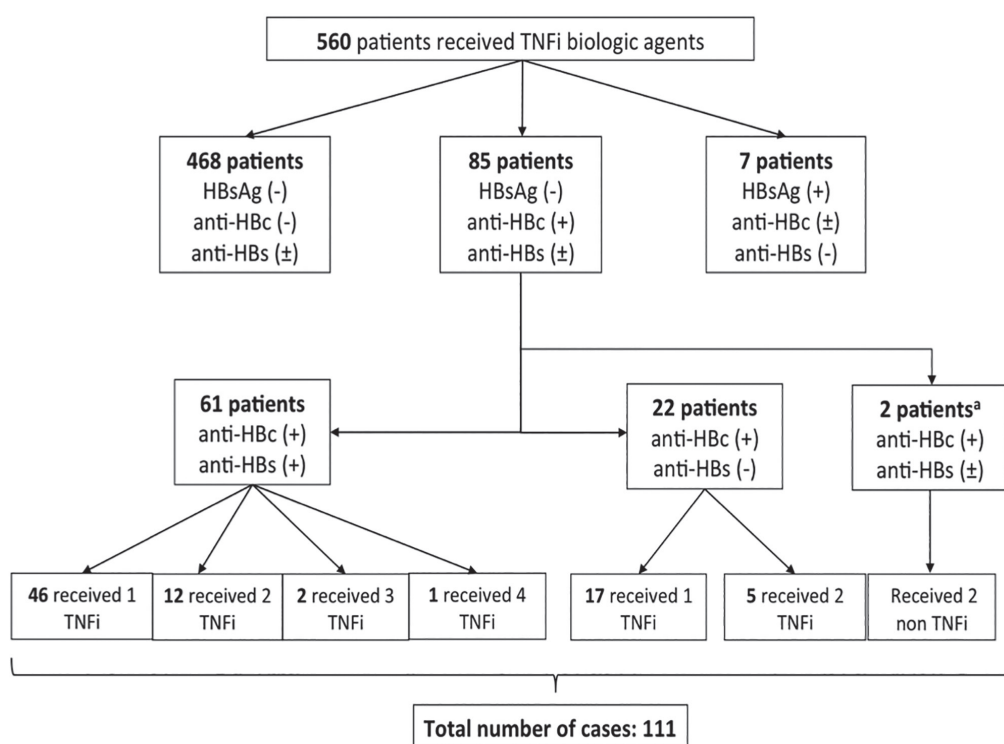 560 patients received TNFi biologic agents
468 patients
HBsAg (-)
anti-HBc (-)
anti-HBs (±)
85 patients
HBsAg (-)
anti-HBc (+)
anti-HBs (±)
7 patients
HBsAg (+)
anti-HBc (±)
anti-HBs (-)
61 patients
anti-HBc (+)
anti-HBs (+)
22 patients
anti-HBc (+)
anti-HBs (-)
2 patientsª
anti-HBc (+)
anti-HBs (±)
46 received 1
TNFi
12 received 2
TNFi
2 received 3
TNFi
1 received 4
TNFi
17 received 1
TNFi
5 received 2
TNFi
Received 2
non TNFi
Total number of cases: 111